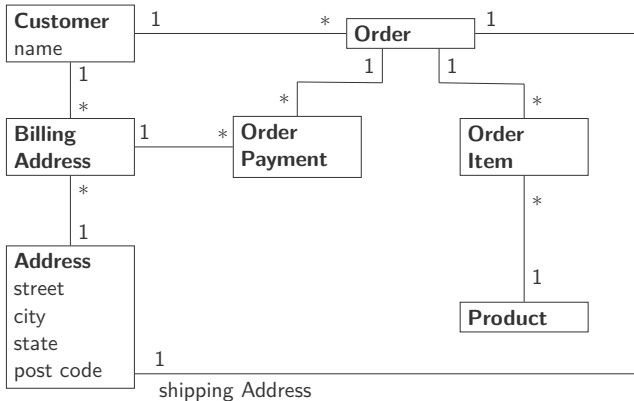 Customer
name
1
*
Order
1
1
*
1
*
1
*
Billing
Address
1
*
Order
Payment
Order
Item
*
1
*
1
Address
street
city
state
post code
Product
1
shipping Address